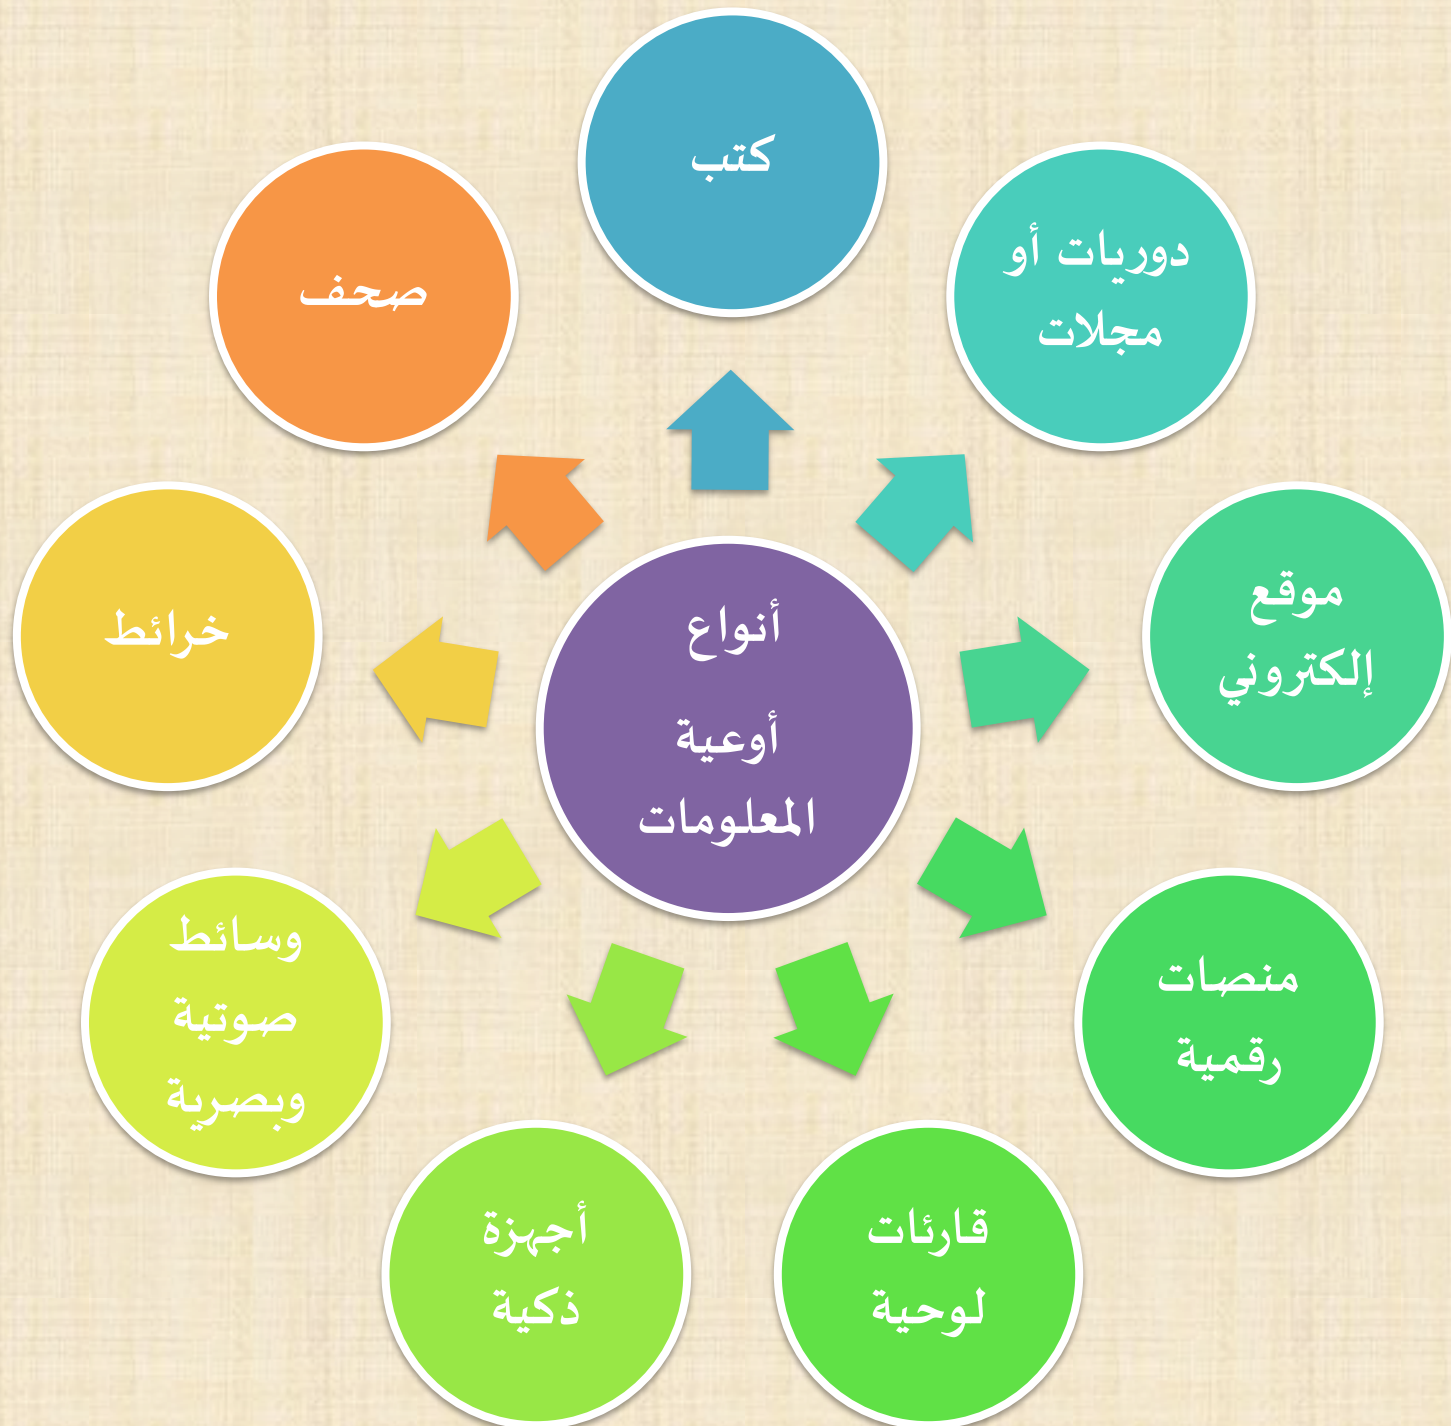 أنواع
أوعية
المعلومات
كتب
دوريات أو
مجلات
موقع
إلكتروني
منصات
رقمية
قارئات
لوحية
أجهزة
ذكية
وسائط
صوتية
وبصرية
خرائط
صحف